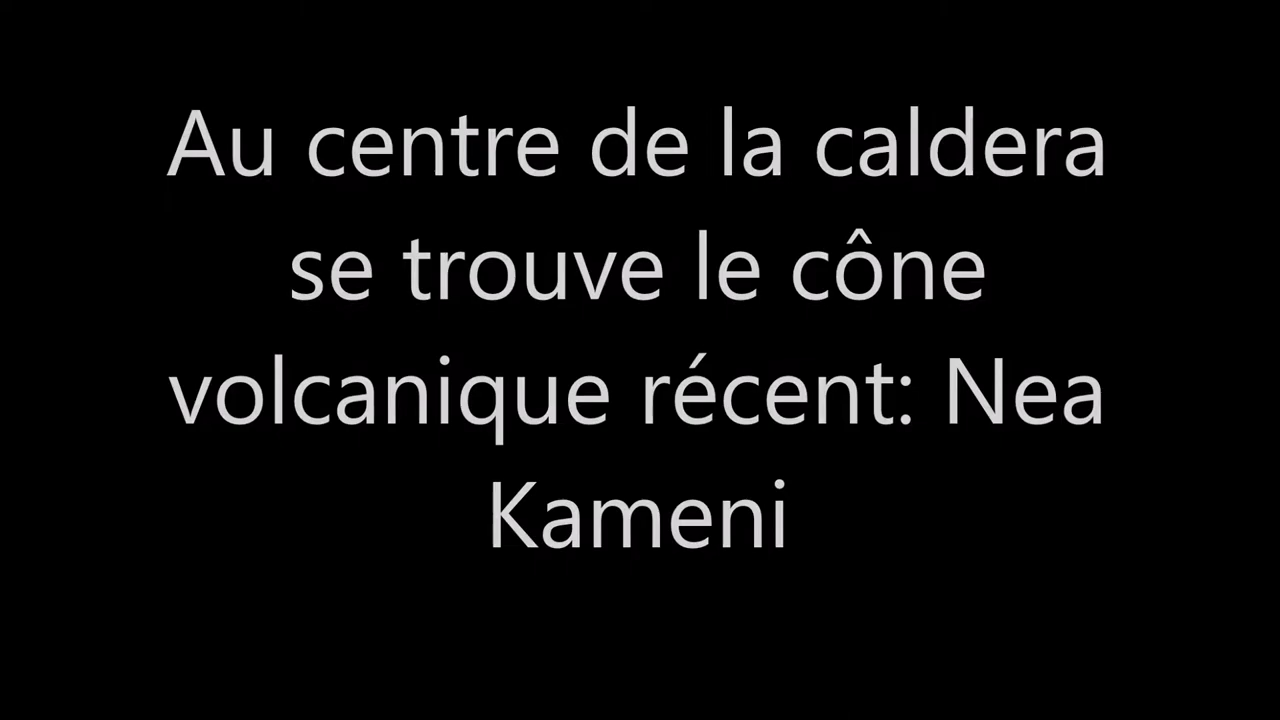 Au centre de la caldera
se trouve le cône
volcanique récent: Nea
Kameni